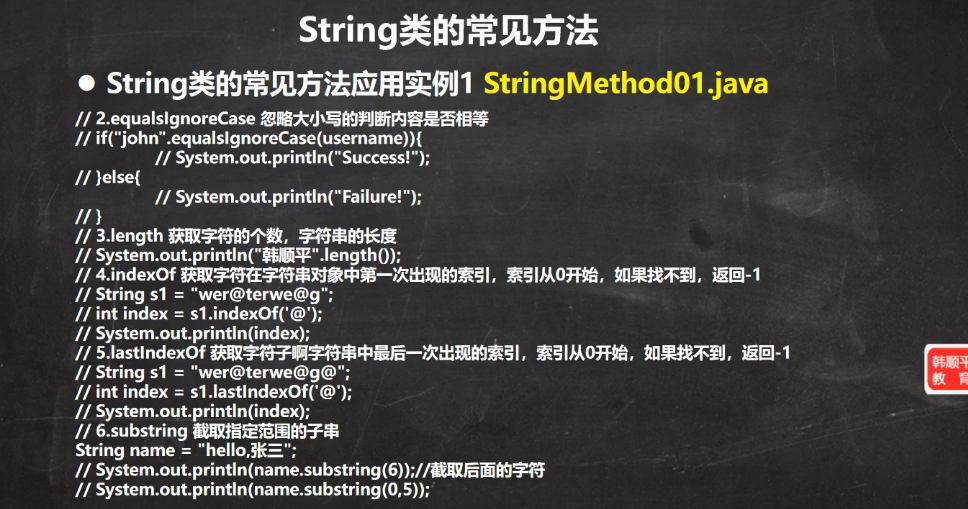 String类的常见方法
● String类的常见方法应用实例1 StringMethod01.java
// 2.equalsIgnoreCase 忽略大小写的判断内容是否相等
// if("john".equalsIgnoreCase(username)){
// System.out.println("Success!");
// }else{
// System.out.println("Failure!");
// }
// 3.length 获取字符的个数，字符串的长度
// System.out.println("韩顺平".length());
// 4.indexOf 获取字符在字符串对象中第一次出现的索引，索引从0开始，如果找不到，返回-1
// String s1 = "wer@terwe@g";
// int index = s1.indexOf('@');
// System.out.println(index);
// 5.lastIndexOf 获取字符子啊字符串中最后一次出现的索引，索引从0开始，如果找不到，返回-1
// String s1 = "wer@terwe@g@";
// int index = s1.lastIndexOf('@');
// System.out.println(index);
// 6.substring 截取指定范围的子串
String name = "hello,张三";
// System.out.println(name.substring(6));//截取后面的字符
// System.out.println(name.substring(0,5));
韩顺平
教 育